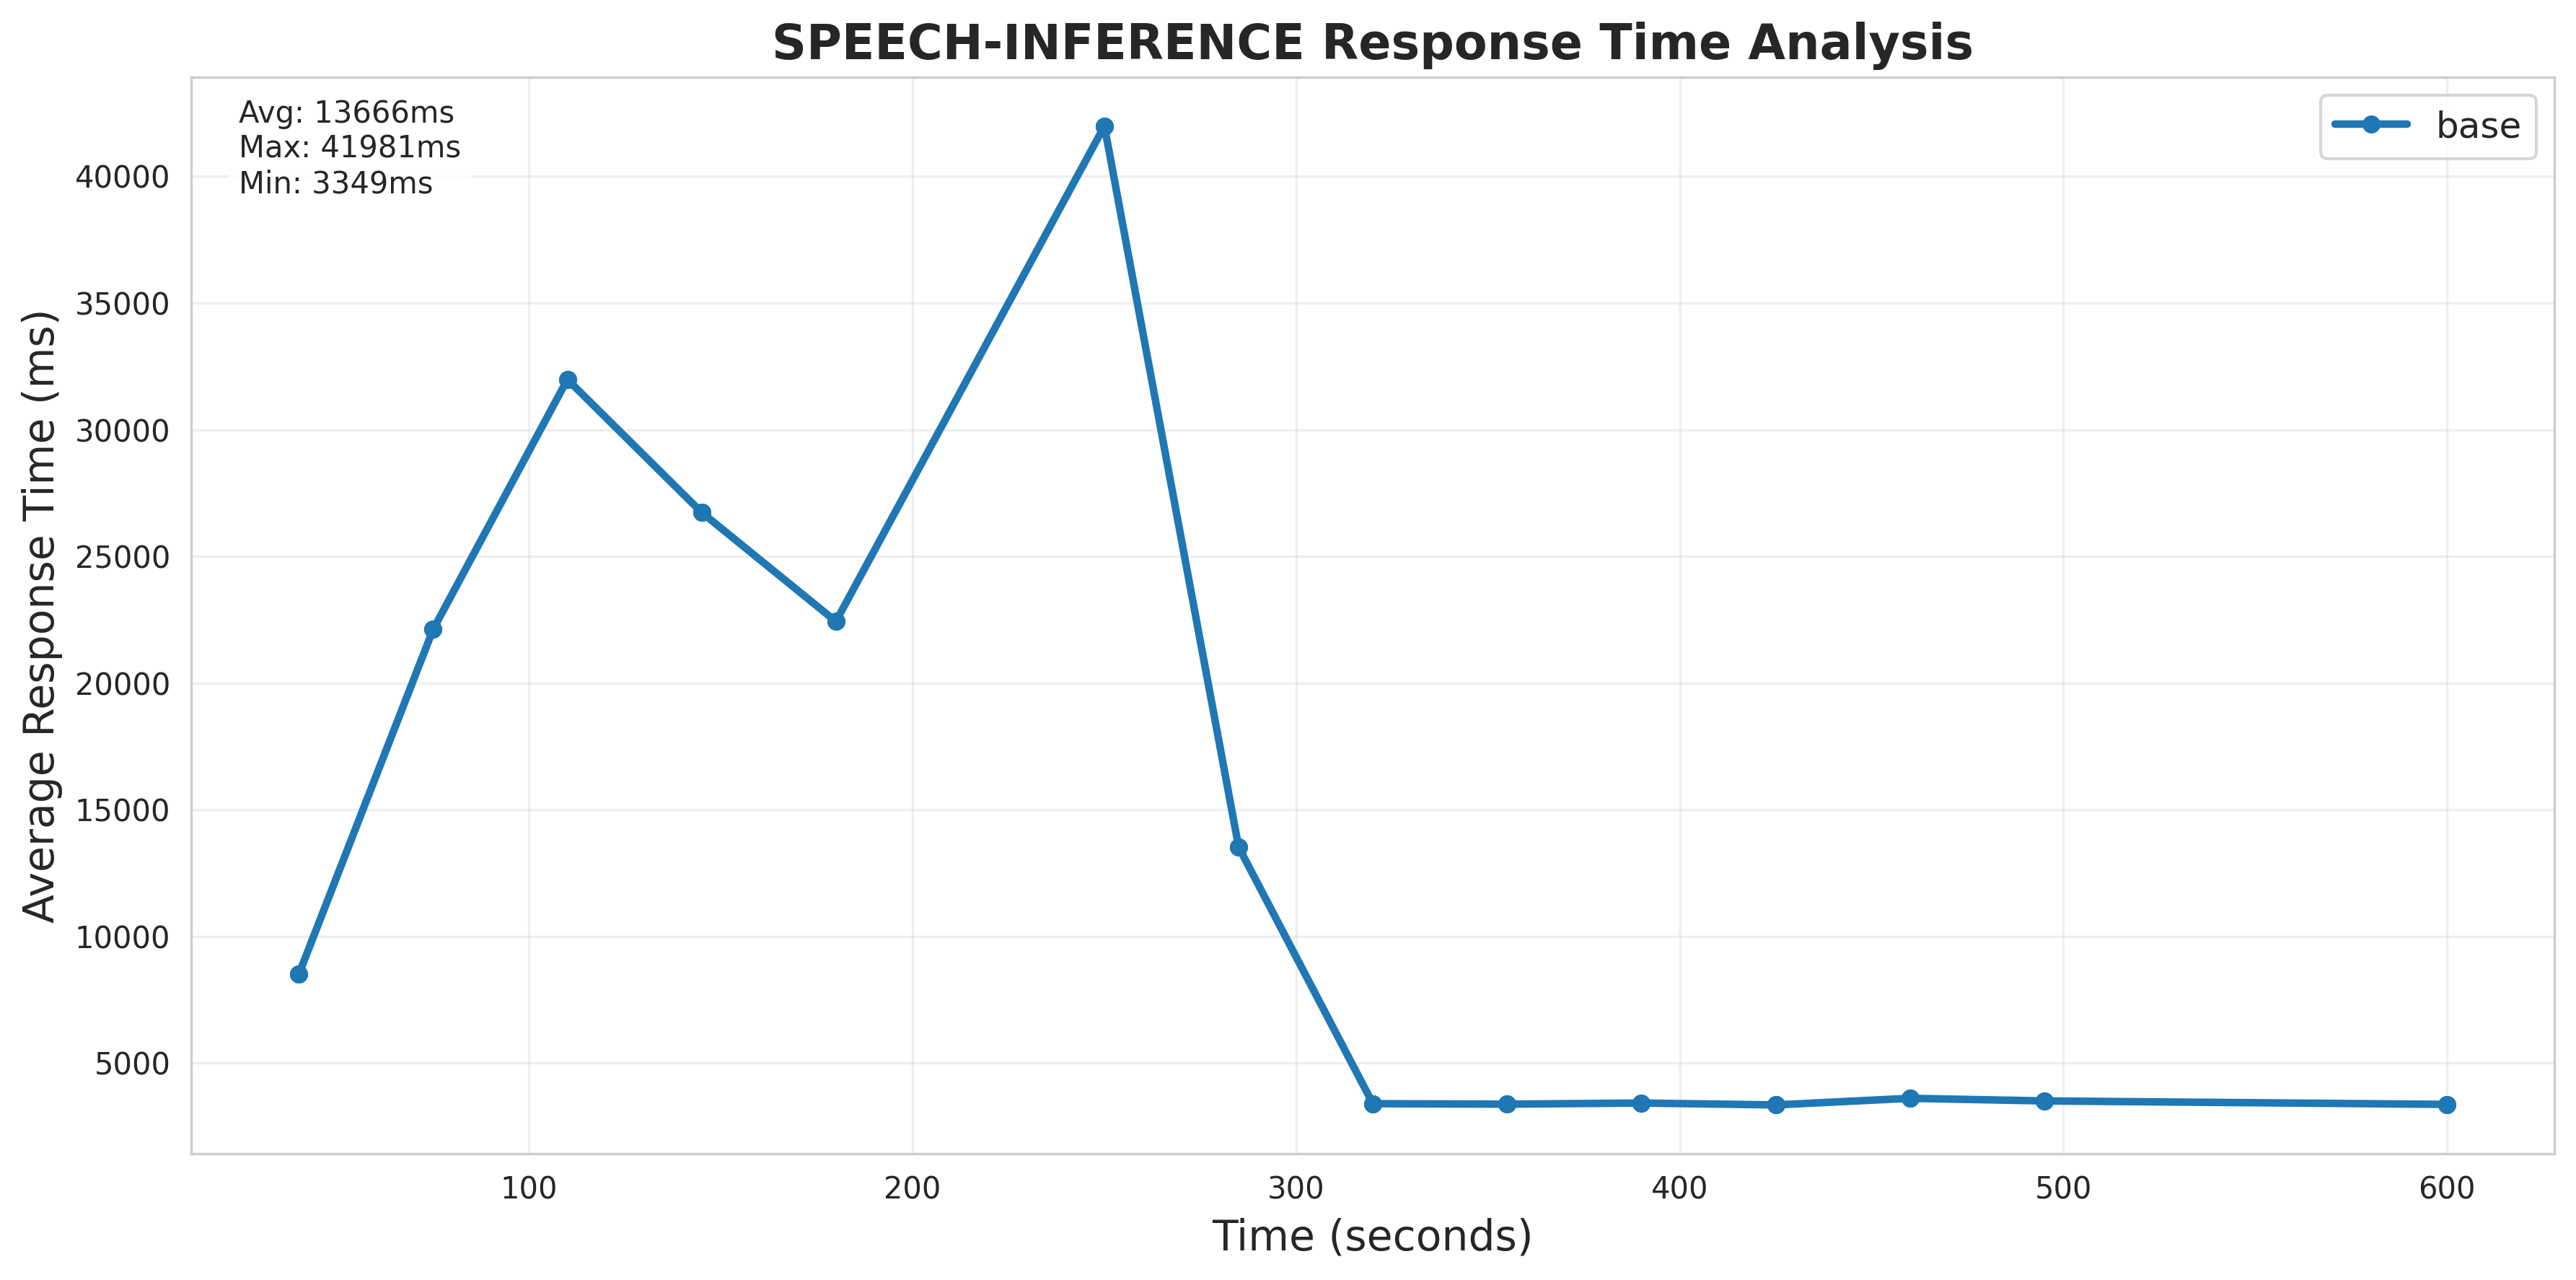 SPEECH-INFERENCE Response Time Analysis
Avg: 13666ms
Max: 41981ms
Min: 3349ms
base
Average Response Time (ms)
40000
35000
30000
25000
20000
15000
10000
5000
100
200
300
400
500
600
Time (seconds)